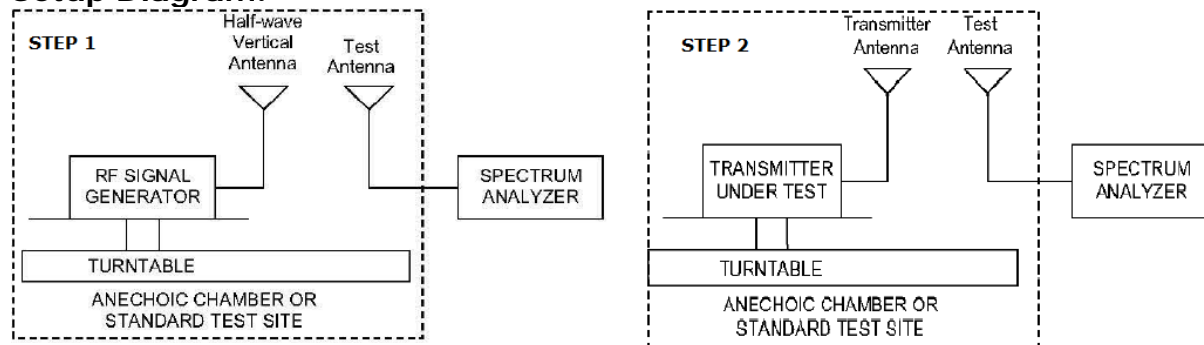 Setup Diagram:
STEP 1
Half-wave
Vertical
Antenna
Test
Antenna
RF SIGNAL
GENERATOR
SPECTRUM
ANALYZER
TURNTABLE
ANECHOIC CHAMBER OR
STANDARD TEST SITE
STEP 2
Transmitter
Antenna
Test
Antenna
TRANSMITTER
UNDER TEST
SPECTRUM
ANALYZER
TURNTABLE
ANECHOIC CHAMBER OR
STANDARD TEST SITE